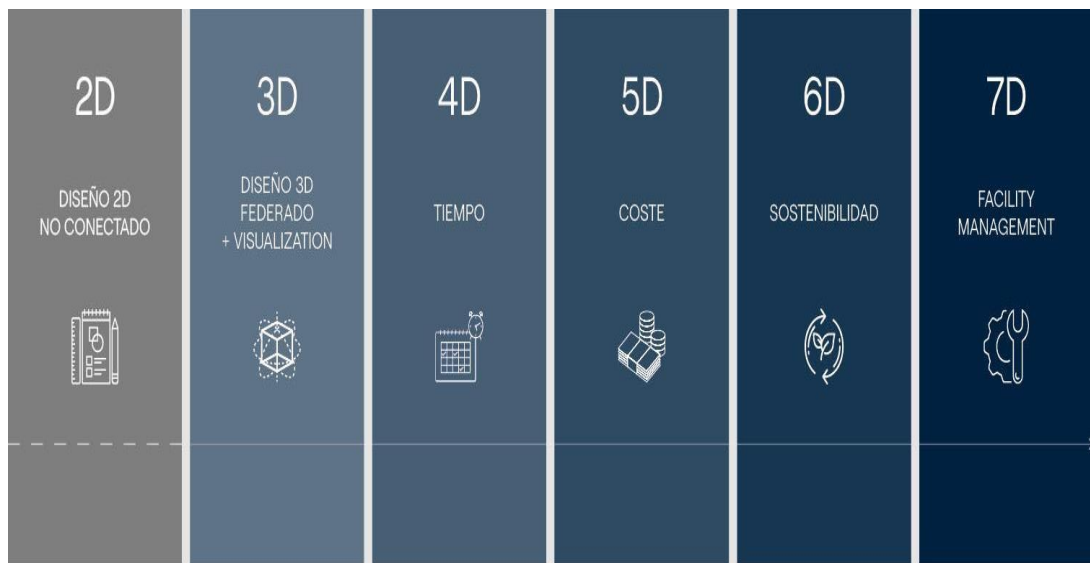 2D
DISEÑO 2D
NO CONECTADO
3D
DISEÑO 3D
FEDERADO
+ VISUALIZATION
4D
TIEMPO
5D
COSTE
6D
SOSTENIBILIDAD
7D
FACILITY
MANAGEMENT